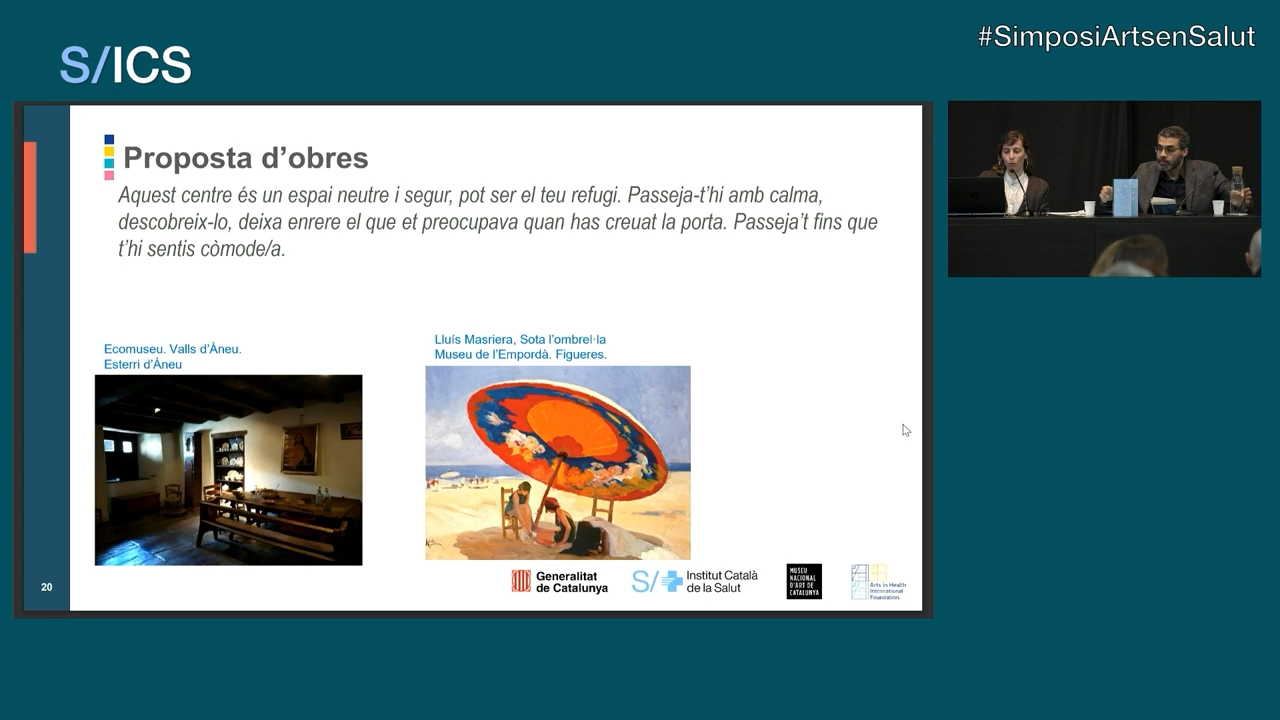 #SimposiArtsenSalut
S/ICS
Proposta d’obres
Aquest centre és un espai neutre i segur, pot ser el teu refugi. Passeja-t’hi amb calma,
descobreix-lo, deixa enrere el que et preocupava quan has creuat la porta. Passeja’t fins que
t’hi sentis còmode/a.
Ecomuseu. Valls d’Àneu.
Esterri d’Àneu
Lluís Masriera, Sota l’ombrel·la
Museu de l’Empordà. Figueres.
20
Generalitat
de Catalunya
S/
Institut Català
de la Salut
MUSEU
NACIONAL
D'ART DE
CATALUNYA
Arts in Health
International
Foundation